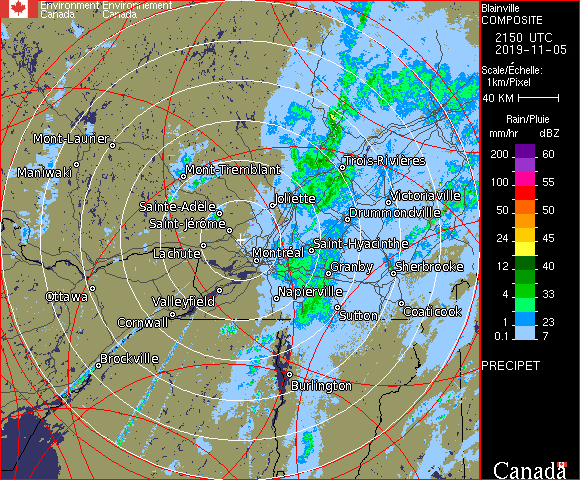 Environment Environnement
Canada Canada
Blainville
COMPOSITE
2150 UTC
2019-11-05
Scale/Échelle:
1km/Pixel
40 KM
Rain/Pluie
mm/hr dBZ
200 60
100 55
50 50
24 45
12 40
4 33
1 23
0.1 7
PRECIPET
Canada
Mont-Laurier
Maniwaki
Mont-Tremblant
Trois-Rivières
Sainte-Adele
Joliette
Victoriaville
Saint-Jérôme
Drummondville
Lachute
Montréal
Saint-Hyacinthe
Granby
Sherbrooke
Ottawa
Valleyfield
Napierville
Cornwall
Sutton
Coaticook
Brockville
Burlington